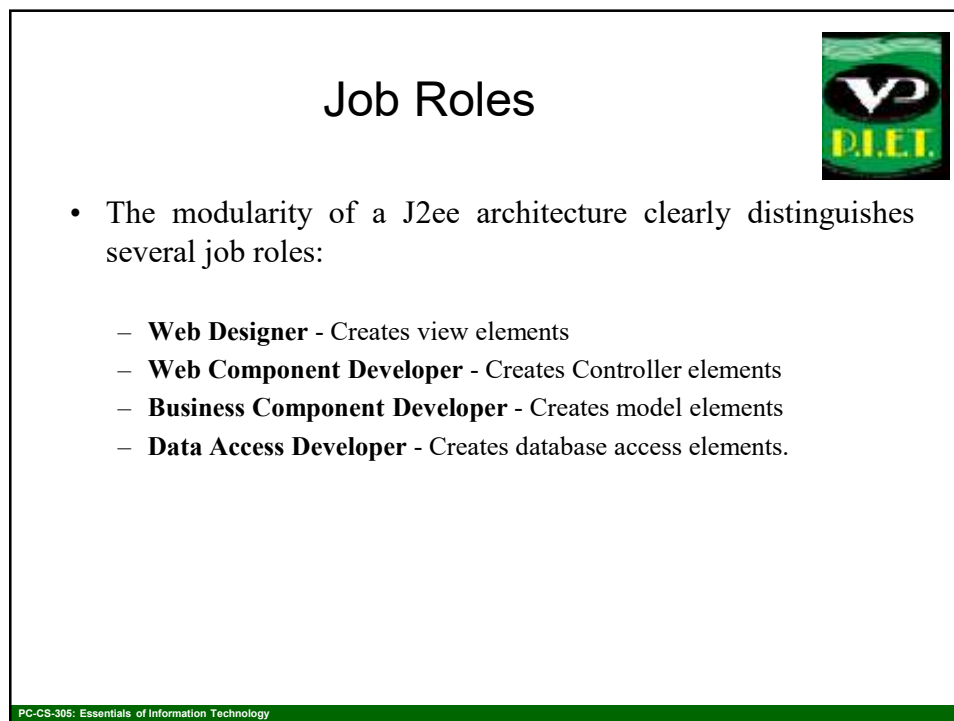 Job Roles
VP
P.I.E.T.
• The modularity of a J2ee architecture clearly distinguishes
several job roles:
– Web Designer - Creates view elements
– Web Component Developer - Creates Controller elements
– Business Component Developer - Creates model elements
– Data Access Developer - Creates database access elements.
PC-CS-305: Essentials of Information Technology